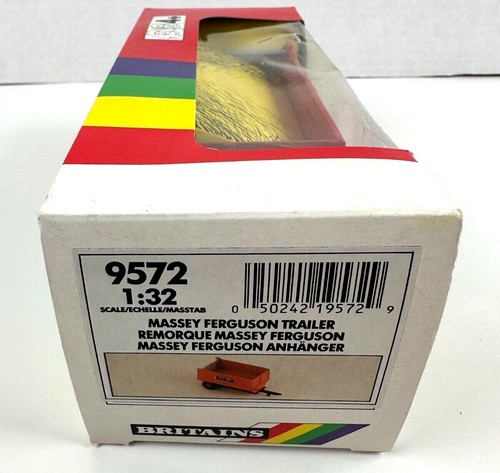 9572
1:32
SCALE/ECHELLE/MASSTAB
0 50242 19572 9
MASSEY FERGUSON TRAILER
REMORQUE MASSEY FERGUSON
MASSEY FERGUSON ANHÄNGER
BRITAINS